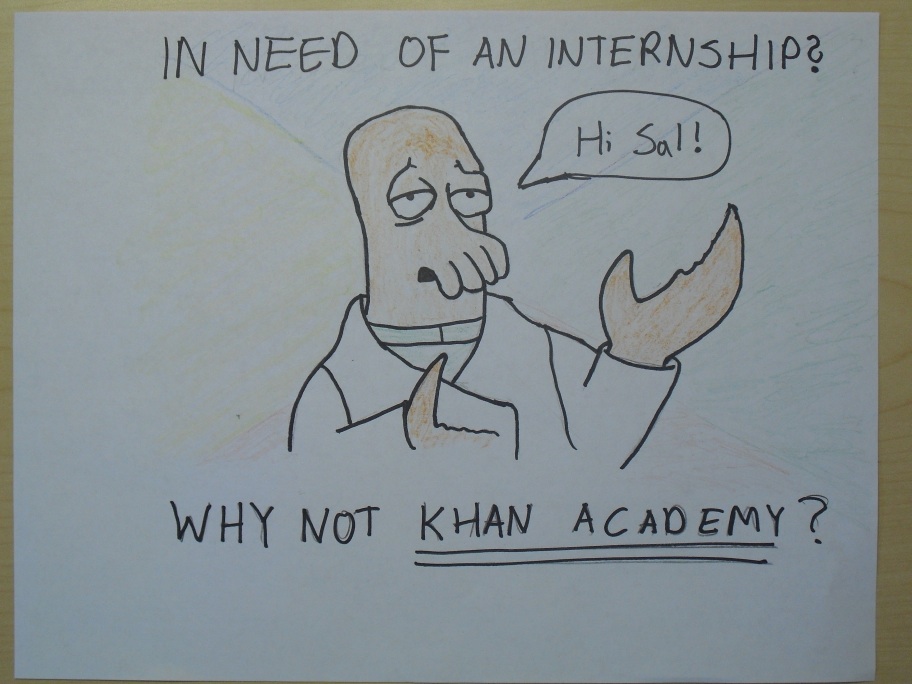 IN NEED OF AN INTERNSHIP?
Hi Sal!
WHY NOT KHAN ACADEMY?